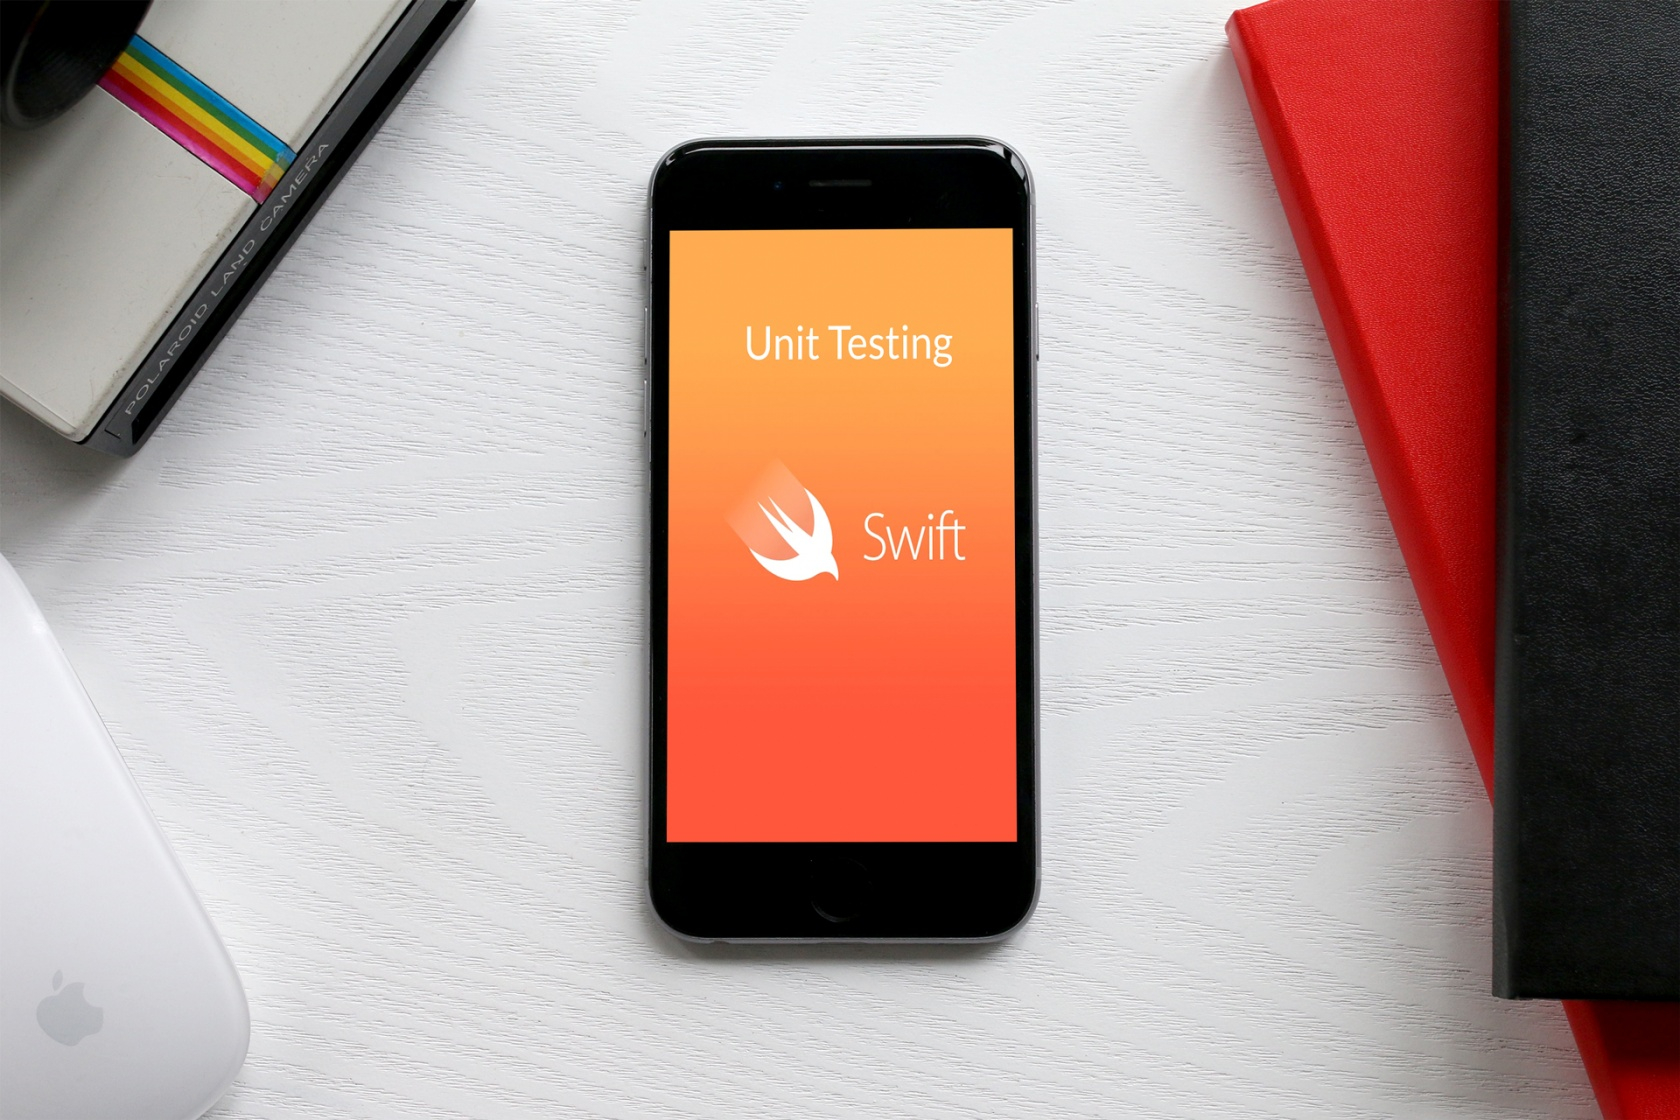 POLAROID LAND CAMERA
Unit Testing
Swift